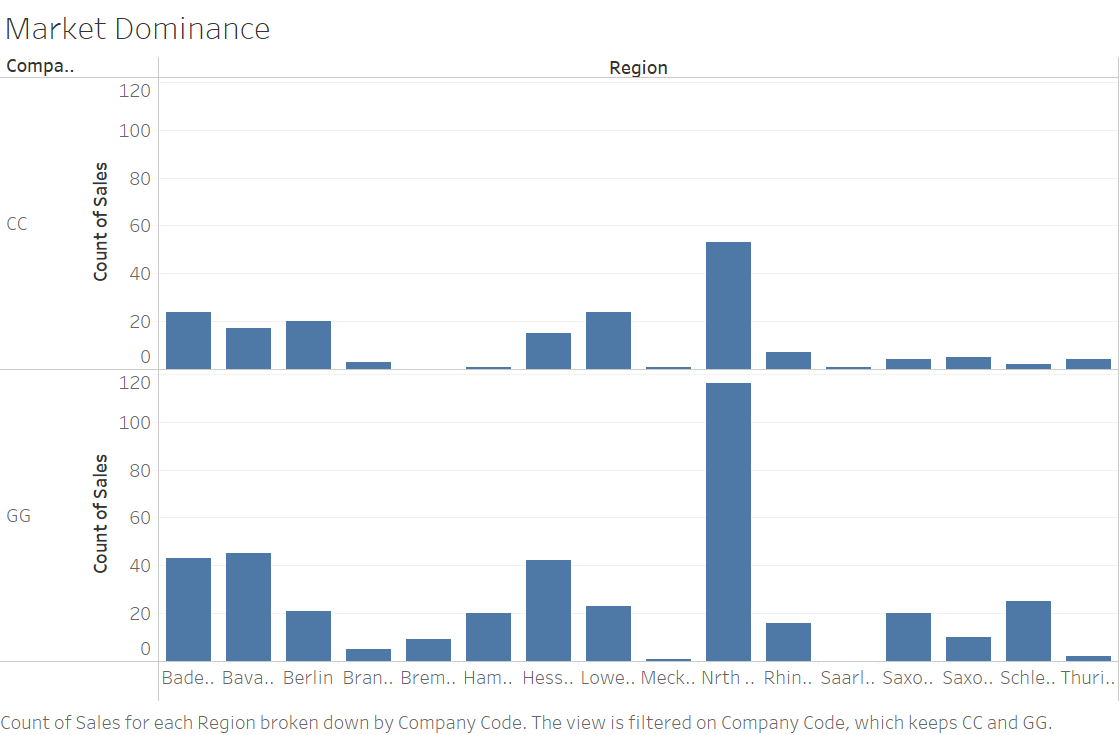 Market Dominance
Compa..
Region
120
100
80
60
40
20
0
Count of Sales
CC
120
100
80
60
40
20
0
Count of Sales
GG
Bade.. Bava.. Berlin Bran.. Brem.. Ham.. Hess.. Lowe.. Meck.. Nrth .. Rhin.. Saarl.. Saxo.. Saxo.. Schle.. Thuri..
Count of Sales for each Region broken down by Company Code. The view is filtered on Company Code, which keeps CC and GG.